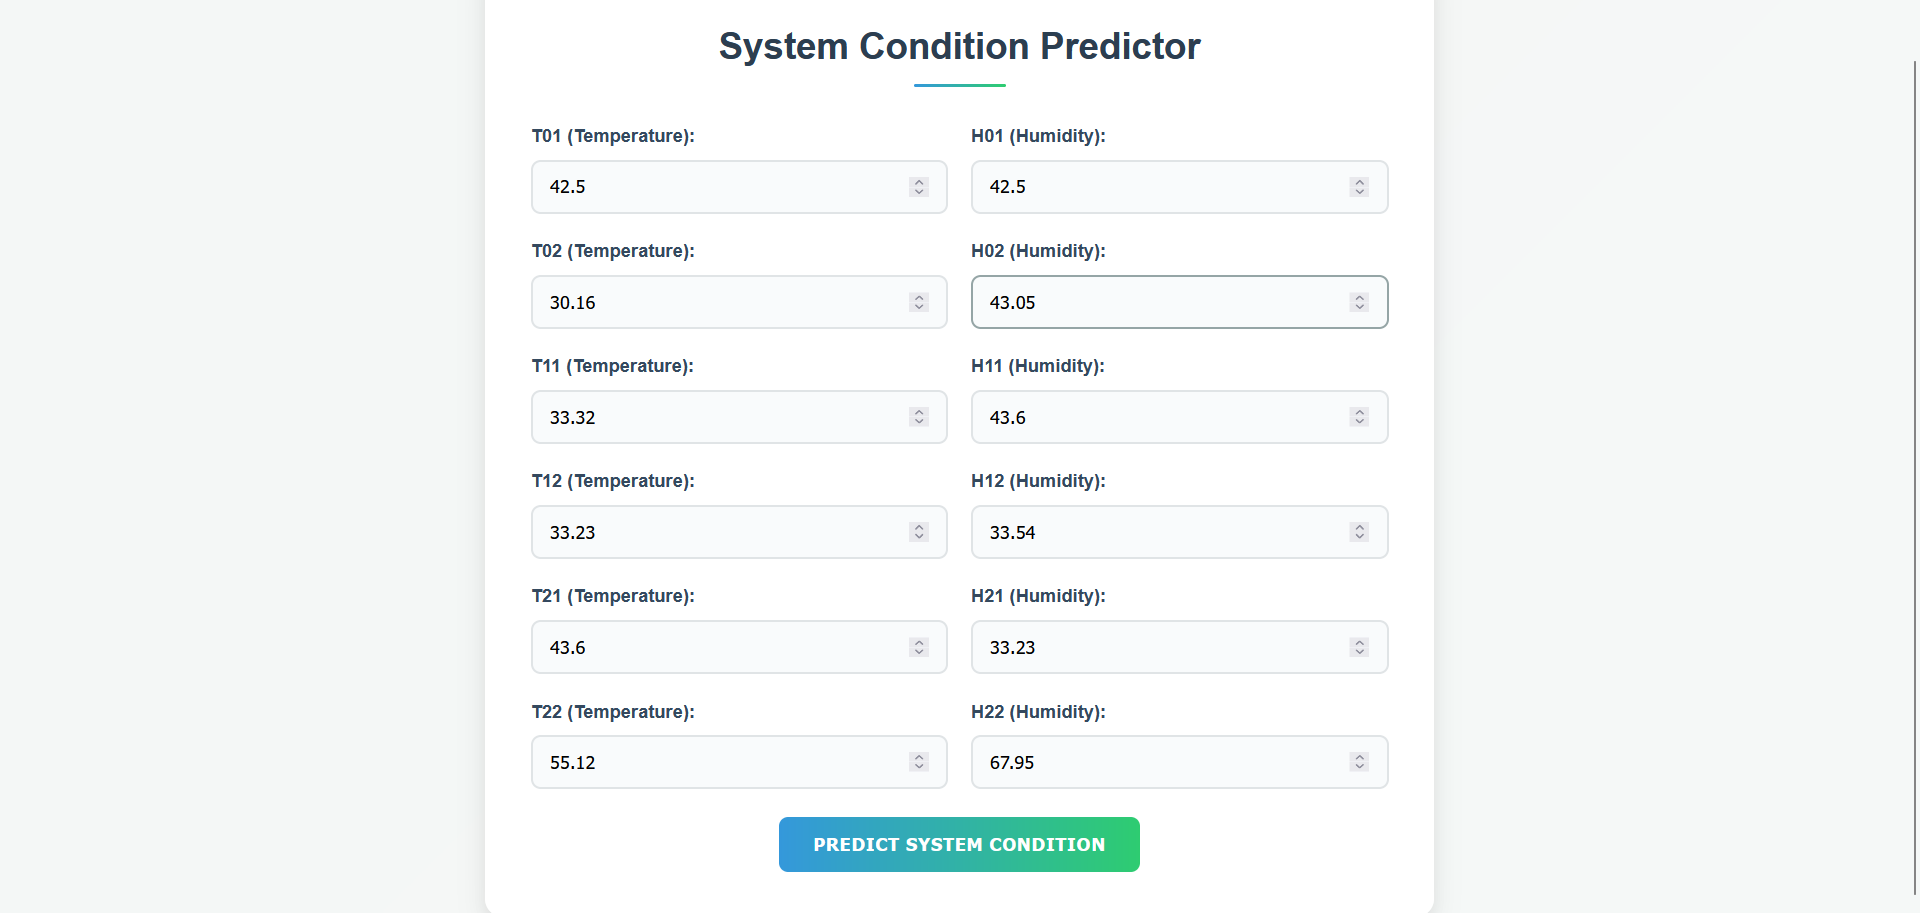 System Condition Predictor
T01 (Temperature): H01 (Humidity):
42.5 42.5
T02 (Temperature): H02 (Humidity):
30.16 43.05
T11 (Temperature): H11 (Humidity):
33.32 43.6
T12 (Temperature): H12 (Humidity):
33.23 33.54
T21 (Temperature): H21 (Humidity):
43.6 33.23
T22 (Temperature): H22 (Humidity):
55.12 67.95
PREDICT SYSTEM CONDITION